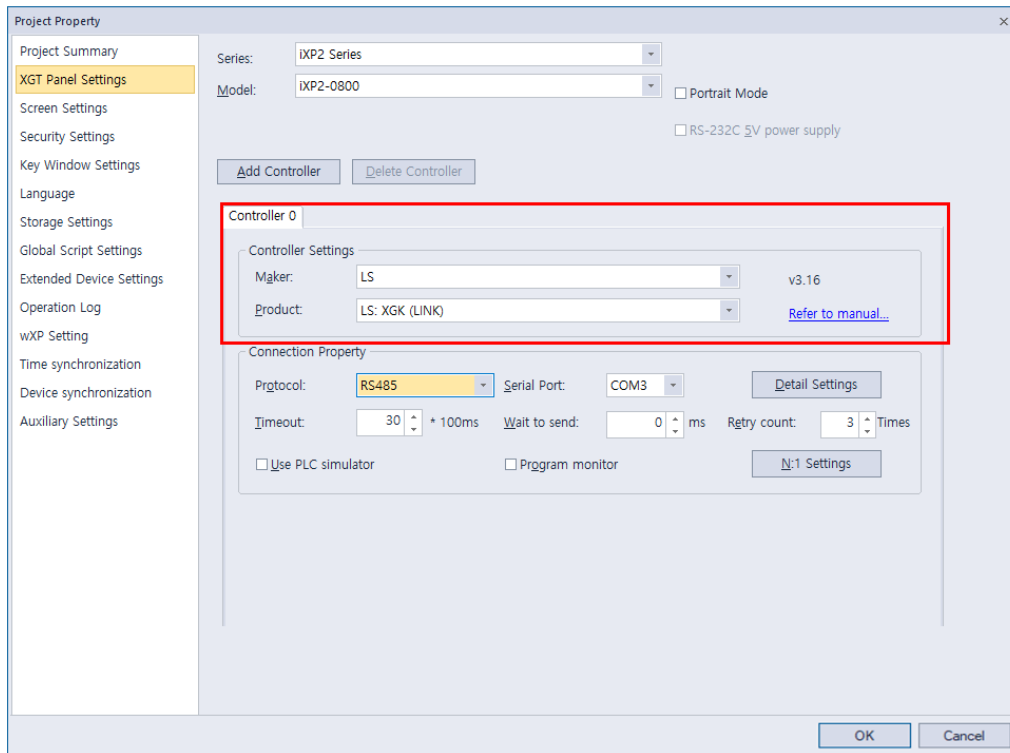 Project Property
Project Summary
XGT Panel Settings
Screen Settings
Security Settings
Key Window Settings
Language
Storage Settings
Global Script Settings
Extended Device Settings
Operation Log
wXP Setting
Time synchronization
Device synchronization
Auxiliary Settings
Series: iXP2 Series
Model: iXP2-0800 Portrait Mode
RS-232C 5V power supply
Add Controller Delete Controller
Controller 0
Controller Settings
Maker: LS v3.16
Product: LS: XGK (LINK) Refer to manual...
Connection Property
Protocol: RS485 Serial Port: COM3 Detail Settings
Timeout: 30 * 100ms Wait to send: 0 ms Retry count: 3 Times
Use PLC simulator Program monitor N:1 Settings
OK Cancel